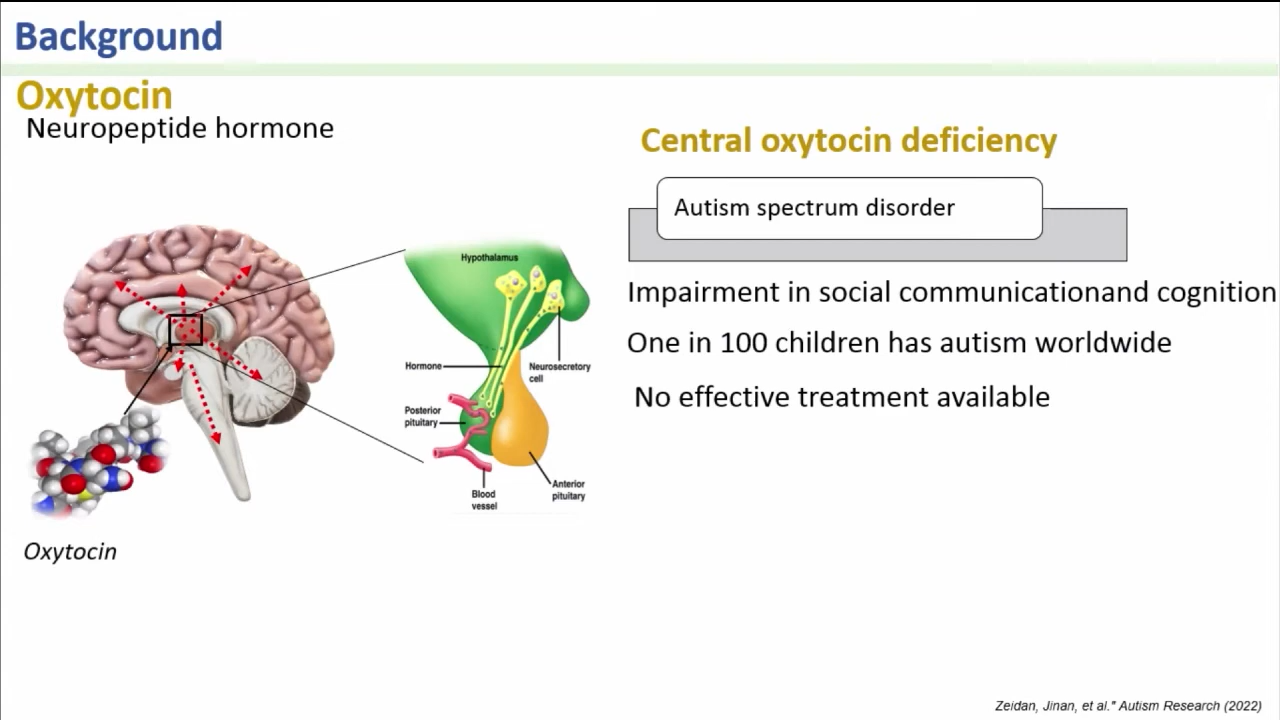 Background
Oxytocin
Neuropeptide hormone
Central oxytocin deficiency
Autism spectrum disorder
Impairment in social communicationand cognition
One in 100 children has autism worldwide
No effective treatment available
Hypothalamus
Hormone
Neurosecretory
cell
Posterior
pituitary
Blood
vessel
Anterior
pituitary
Oxytocin
Zeidan, Jinan, et al." Autism Research (2022)